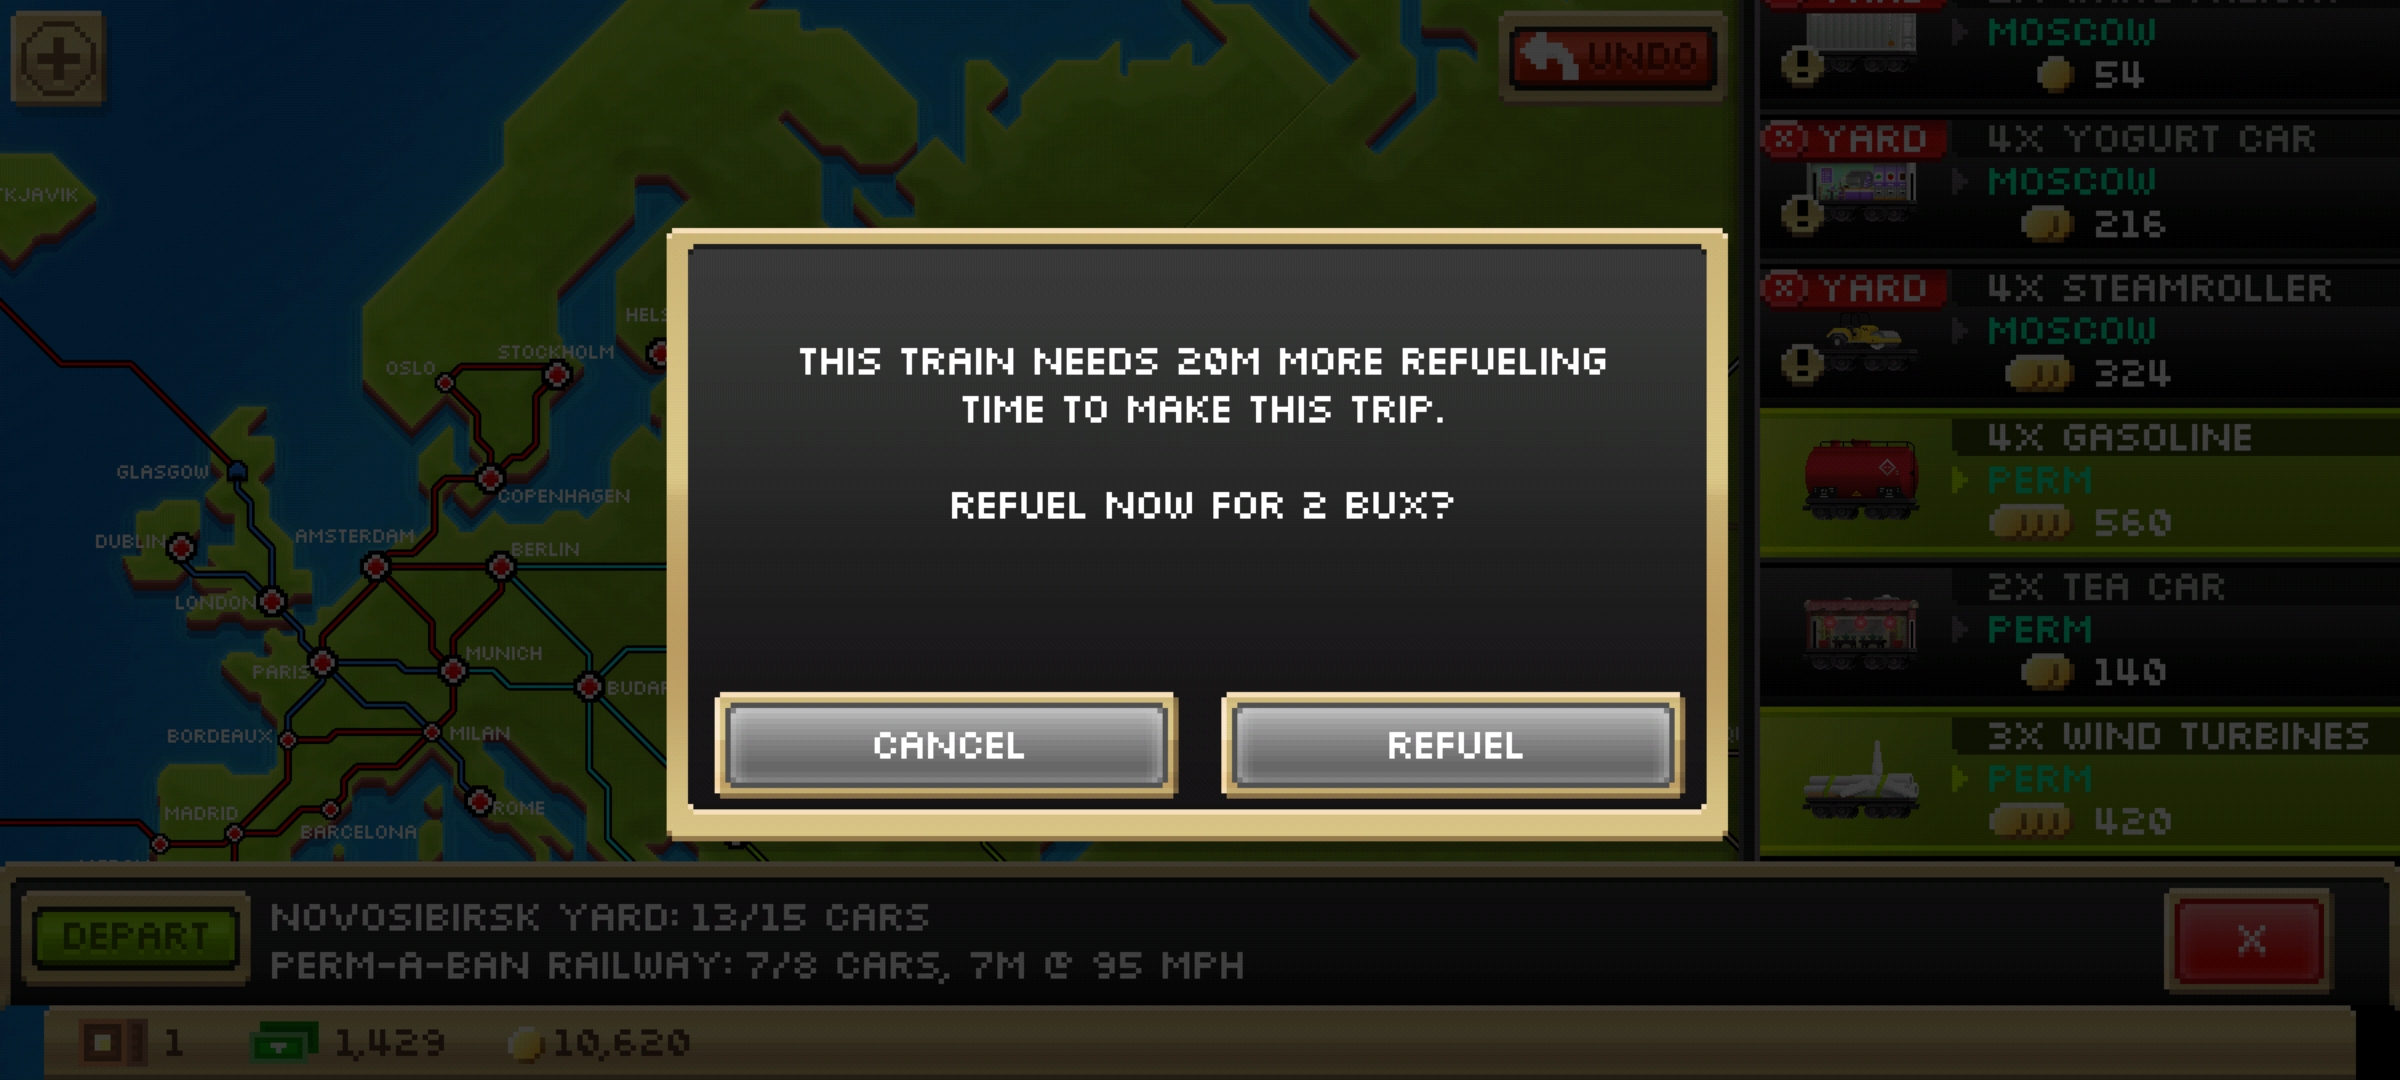 UNDO
MOSCOW
54
YARD 4X YOGURT CAR
MOSCOW
216
YARD 4X STEAMROLLER
MOSCOW
324
4X GASOLINE
PERM
560
2X TEA CAR
PERM
140
3X WIND TURBINES
PERM
420
KJAVIK
OSLO
STOCKHOLM
HELS
GLASGOW
COPENHAGEN
DUBLIN
AMSTERDAM
BERLIN
LONDON
PARIS
MUNICH
BUDAP
BORDEAUX
MILAN
MADRID
BARCELONA
ROME
THIS TRAIN NEEDS 20M MORE REFUELING
TIME TO MAKE THIS TRIP.
REFUEL NOW FOR 2 BUX?
CANCEL
REFUEL
DEPART
NOVOSIBIRSK YARD: 13/15 CARS
PERM-A-BAN RAILWAY: 7/8 CARS, 7M @ 95 MPH
X
1
1,429
10,620